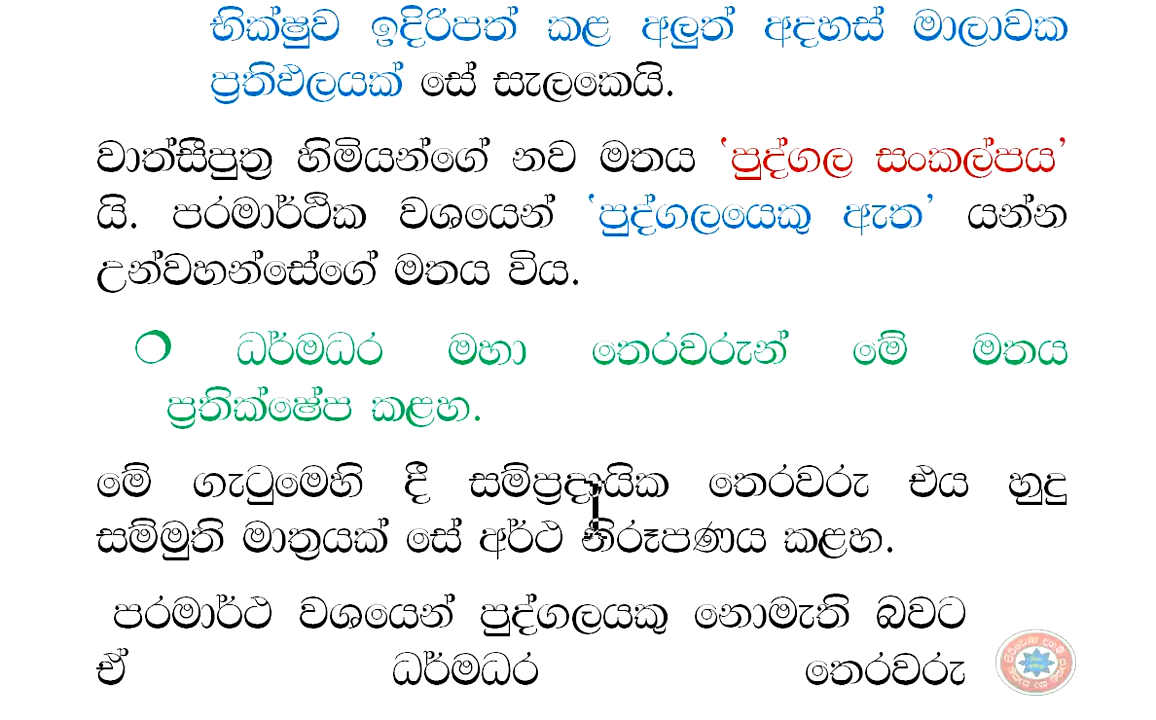 භික්ෂුව ඉදිරිපත් කළ අලුත් අදහස් මාලාවක
ප්‍රතිඵලයක් සේ සැලකෙයි.
වාත්සීපුත්‍ර හිමියන්ගේ නව මතය ‘පුද්ගල සංකල්පය’
යි. පරමාර්ථික වශයෙන් ‘පුද්ගලයෙකු ඇත’ යන්න
උන්වහන්සේගේ මතය විය.
❍ ධර්මධර මහා තෙරවරුන් මේ මතය
ප්‍රතික්ෂේප කළහ.
මේ ගැටුමෙහි දී සම්ප්‍රදායික තෙරවරු එය හුදු
සම්මුති මාත්‍රයක් සේ අර්ථ නිරූපණය කළහ.
පරමාර්ථ වශයෙන් පුද්ගලයකු නොමැති බවට
ඒ ධර්මධර තෙරවරු